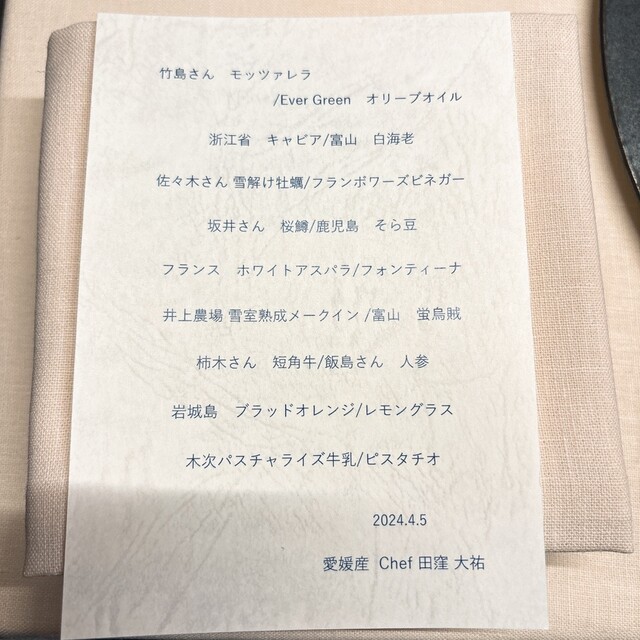 竹島さん　モッツァレラ
/Ever Green　オリーブオイル
浙江省　キャビア/富山　白海老
佐々木さん 雪解け牡蠣/フランボワーズビネガー
坂井さん　桜鱒/鹿児島　そら豆
フランス　ホワイトアスパラ/フォンティーナ
井上農場 雪室熟成メークイン /富山　蛍烏賊
柿木さん　短角牛/飯島さん　人参
岩城島　ブラッドオレンジ/レモングラス
木次パスチャライズ牛乳/ピスタチオ
2024.4.5
愛媛産 Chef 田窪 大祐